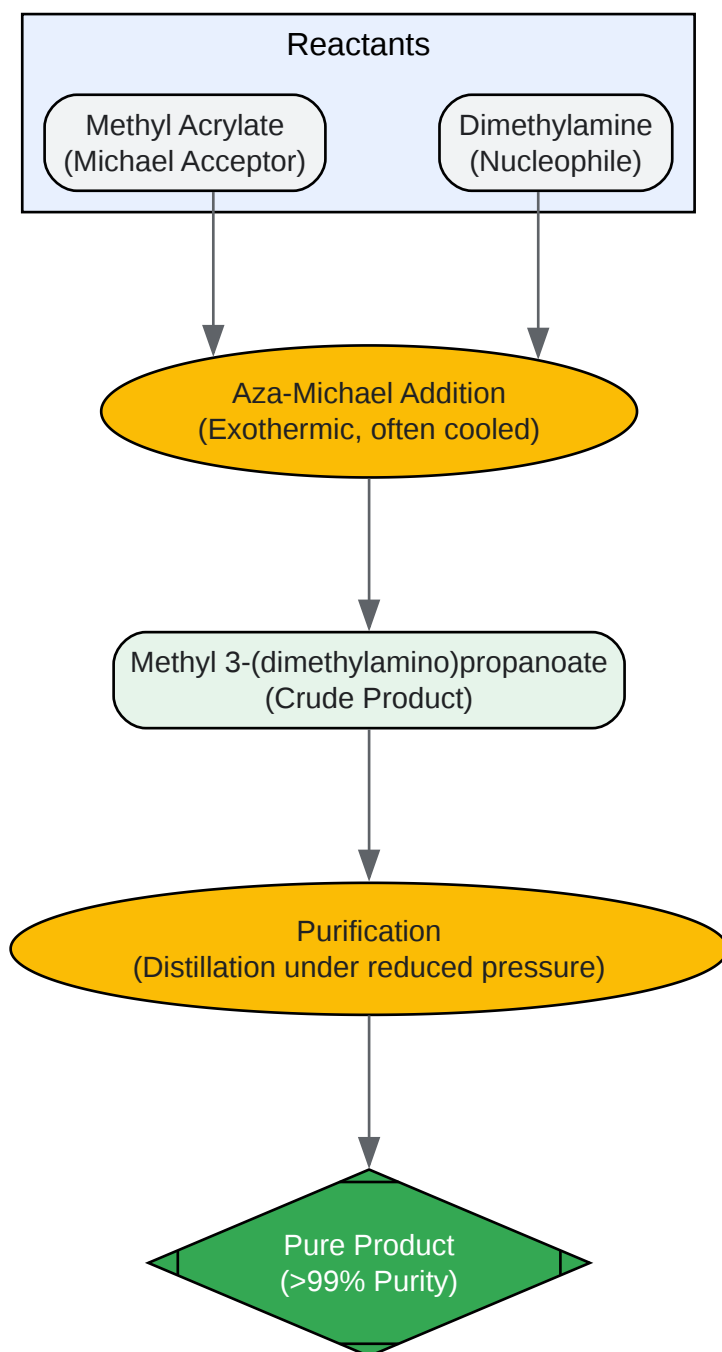 Reactants
Methyl Acrylate
(Michael Acceptor)
Dimethylamine
(Nucleophile)
Aza-Michael Addition
(Exothermic, often cooled)
Methyl 3-(dimethylamino)propanoate
(Crude Product)
Purification
(Distillation under reduced pressure)
Pure Product
(>99% Purity)